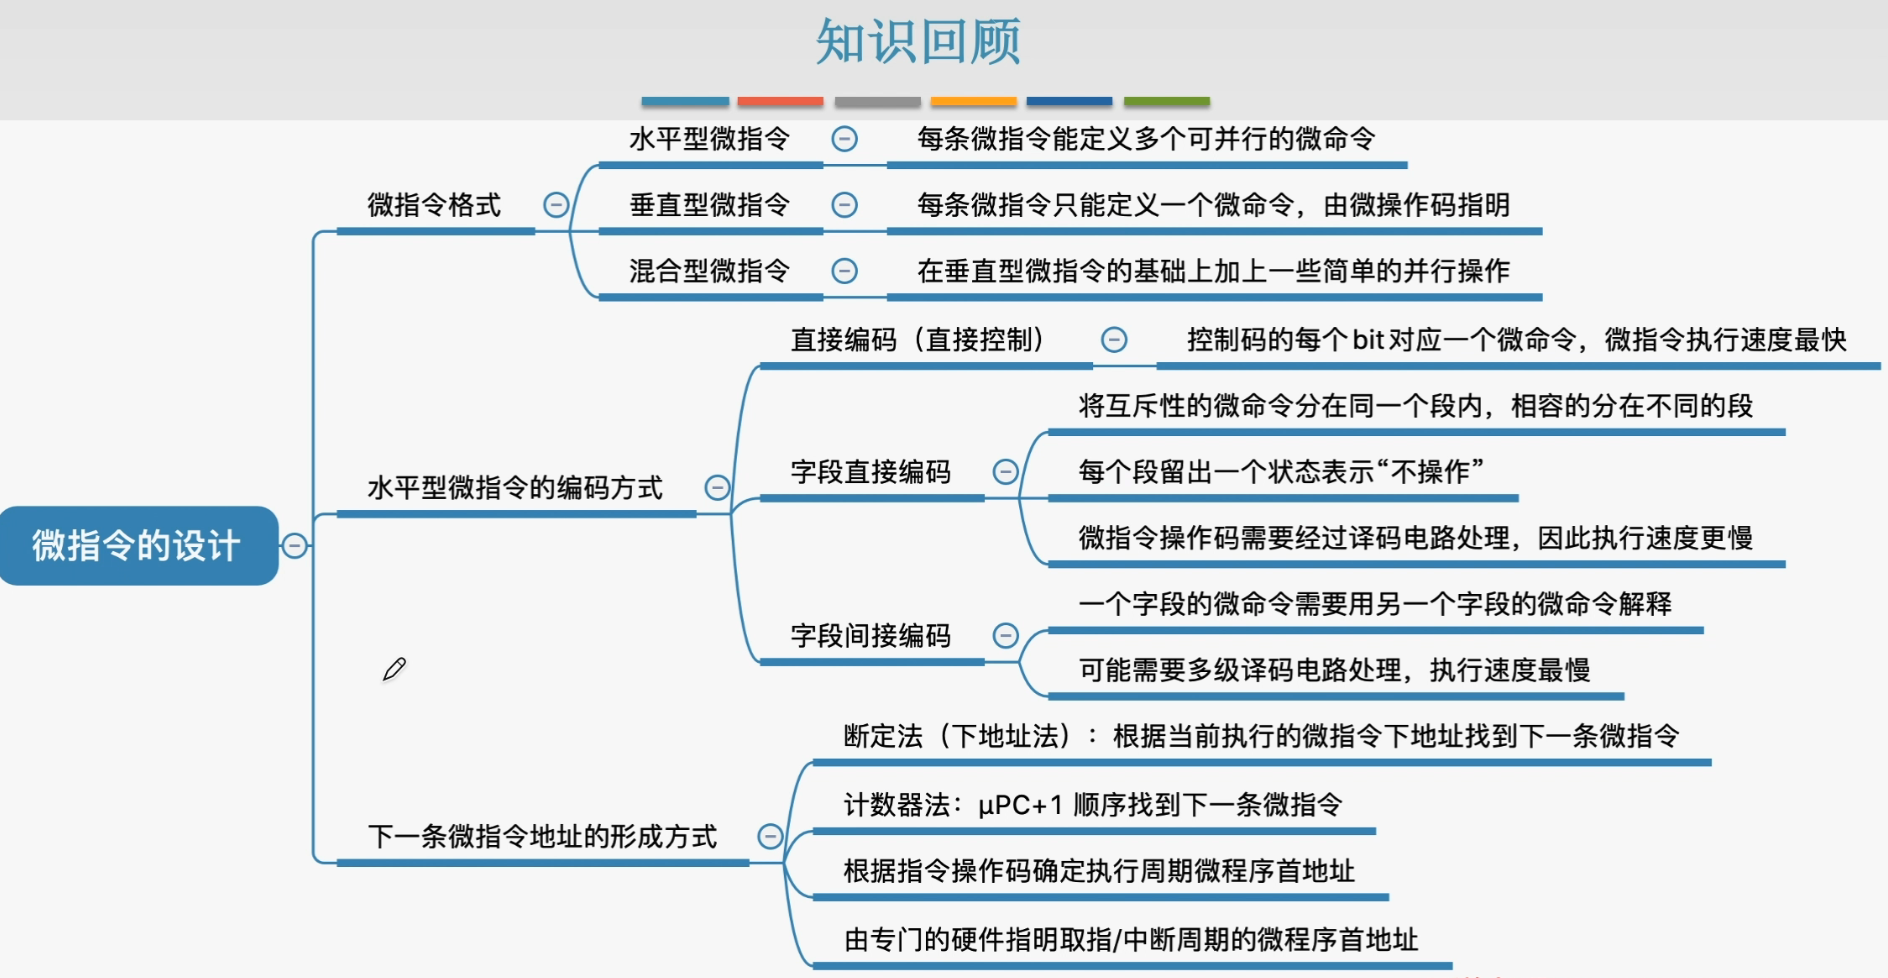 知识回顾
水平型微指令
每条微指令能定义多个可并行的微命令
微指令格式
垂直型微指令
每条微指令只能定义一个微命令，由微操作码指明
混合型微指令
在垂直型微指令的基础上加上一些简单的并行操作
直接编码（直接控制）
控制码的每个bit对应一个微命令，微指令执行速度最快
将互斥性的微命令分在同一个段内，相容的分在不同的段
水平型微指令的编码方式
字段直接编码
每个段留出一个状态表示“不操作”
微指令操作码需要经过译码电路处理，因此执行速度更慢
微指令的设计
一个字段的微命令需要用另一个字段的微命令解释
字段间接编码
可能需要多级译码电路处理，执行速度最慢
断定法（下地址法）：根据当前执行的微指令下地址找到下一条微指令
计数器法：μPC+1 顺序找到下一条微指令
下一条微指令地址的形成方式
根据指令操作码确定执行周期微程序首地址
由专门的硬件指明取指/中断周期的微程序首地址